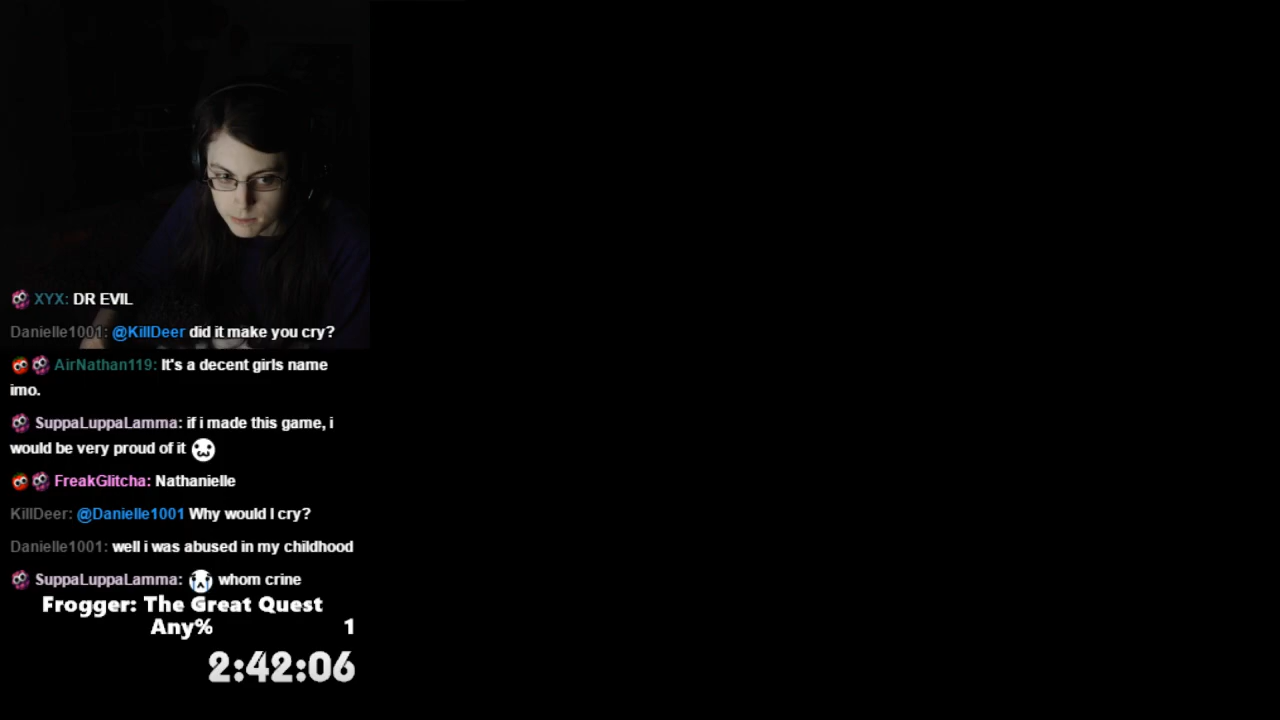 XYX: DR EVIL
Danielle1001: @KillDeer did it make you cry?
AirNathan119: It's a decent girls name
imo.
SuppaLuppaLamma: if i made this game, i
would be very proud of it
FreakGlitcha: Nathanielle
KillDeer: @Danielle1001 Why would I cry?
Danielle1001: well i was abused in my childhood
SuppaLuppaLamma: whom crine
Frogger: The Great Quest
Any% 1
2:42:06